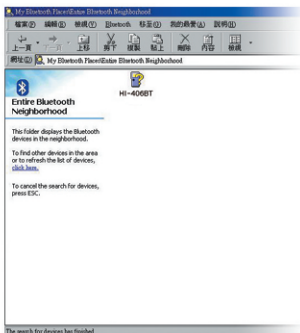 My Bluetooth Places\Entire Bluetooth Neighborhood
檔案(F) 編輯(E) 檢視(V) Bluetooth 移至(G) 我的最愛(A) 說明(H)
上一頁 下一頁 上移 剪下 複製 貼上 刪除 內容 檢視
網址(D) My Bluetooth Places\Entire Bluetooth Neighborhood
HI-406BT
Entire Bluetooth
Neighborhood
This folder displays the Bluetooth
devices in the neighborhood.
To find other devices in the area
or to refresh the list of devices,
click here.
To cancel the search for devices,
press ESC.
The search for devices has finished.